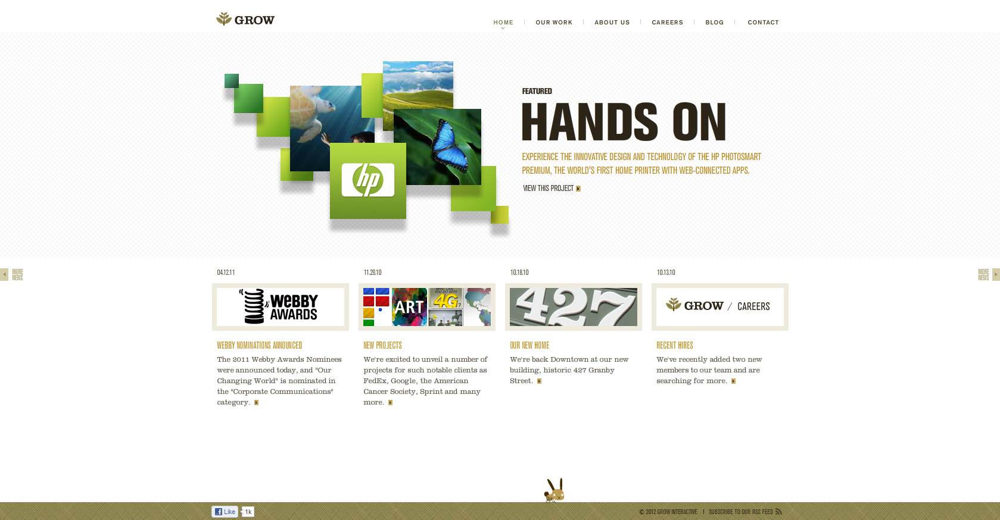 GROW
HOME
OUR WORK
ABOUT US
CAREERS
BLOG
CONTACT
FEATURED
HANDS ON
EXPERIENCE THE INNOVATIVE DESIGN AND TECHNOLOGY OF THE HP PHOTOSMART
PREMIUM, THE WORLD'S FIRST HOME PRINTER WITH WEB-CONNECTED APPS.
VIEW THIS PROJECT
hp
MORE
NEWS
MORE
NEWS
04.12.11
WEBBY
AWARDS
WEBBY NOMINATIONS ANNOUNCED
The 2011 Webby Awards Nominees
were announced today, and "Our
Changing World" is nominated in
the "Corporate Communications"
category.
11.29.10
ART
WHAT CAN
YOU DO WITH
4G?
NEW PROJECTS
We're excited to unveil a number of
projects for such notable clients as
FedEx, Google, the American
Cancer Society, Sprint and many
more.
10.18.10
427
OUR NEW HOME
We're back Downtown at our new
building, historic 427 Granby
Street.
10.13.10
GROW / CAREERS
RECENT HIRES
We've recently added two new
members to our team and are
searching for more.
Like
1k
© 2012 GROW INTERACTIVE | SUBSCRIBE TO OUR RSS FEED